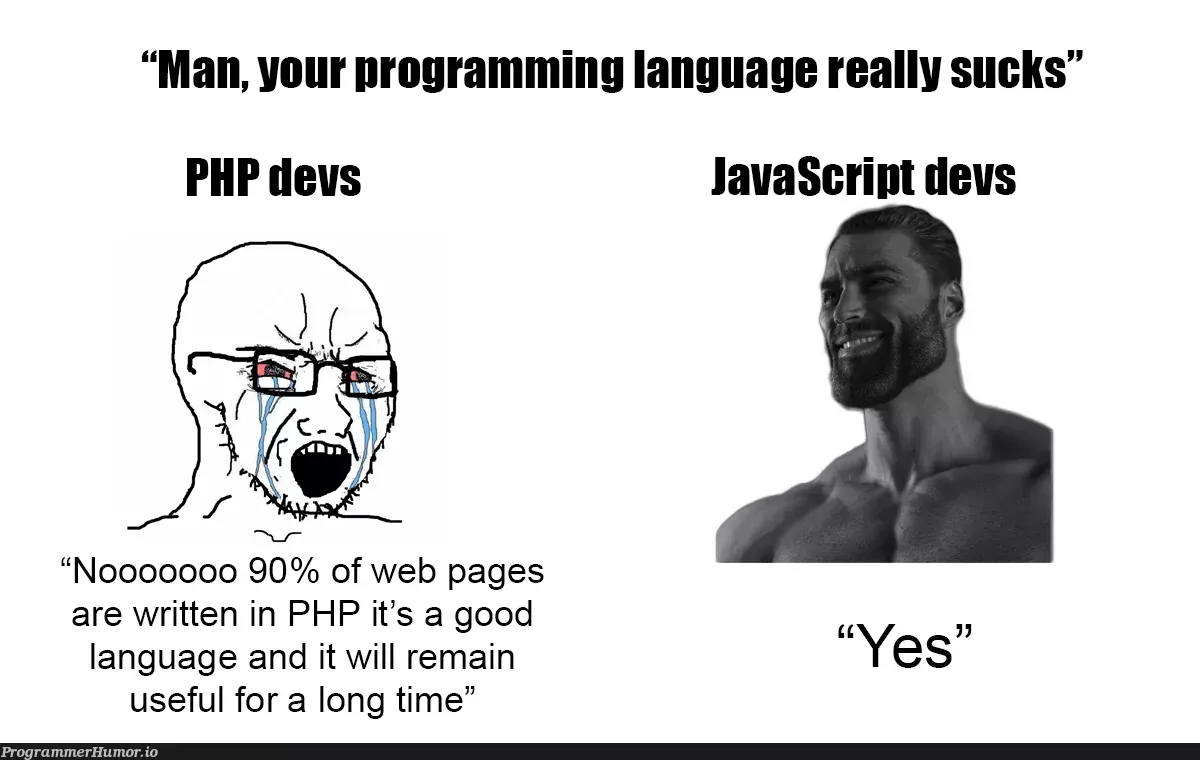 “Man, your programming language really sucks”
PHP devs
JavaScript devs
“Nooooooo 90% of web pages
are written in PHP it’s a good
language and it will remain
useful for a long time”
“Yes”
ProgrammerHumor.io